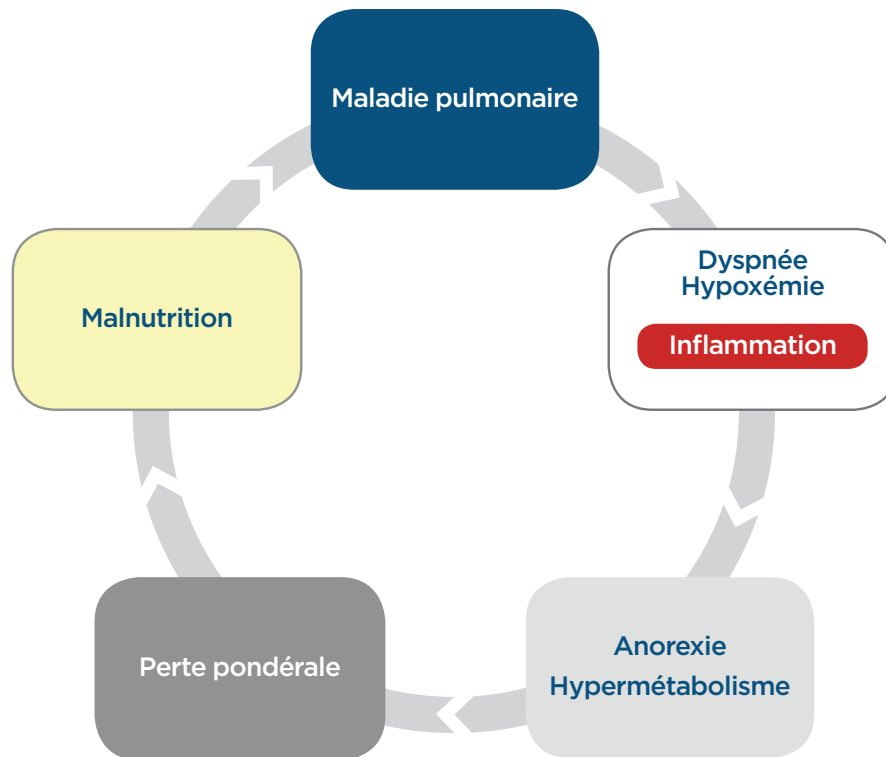 Maladie pulmonaire
Dyspnée
Hypoxémie
Inflammation
Anorexie
Hypermétabolisme
Perte pondérale
Malnutrition